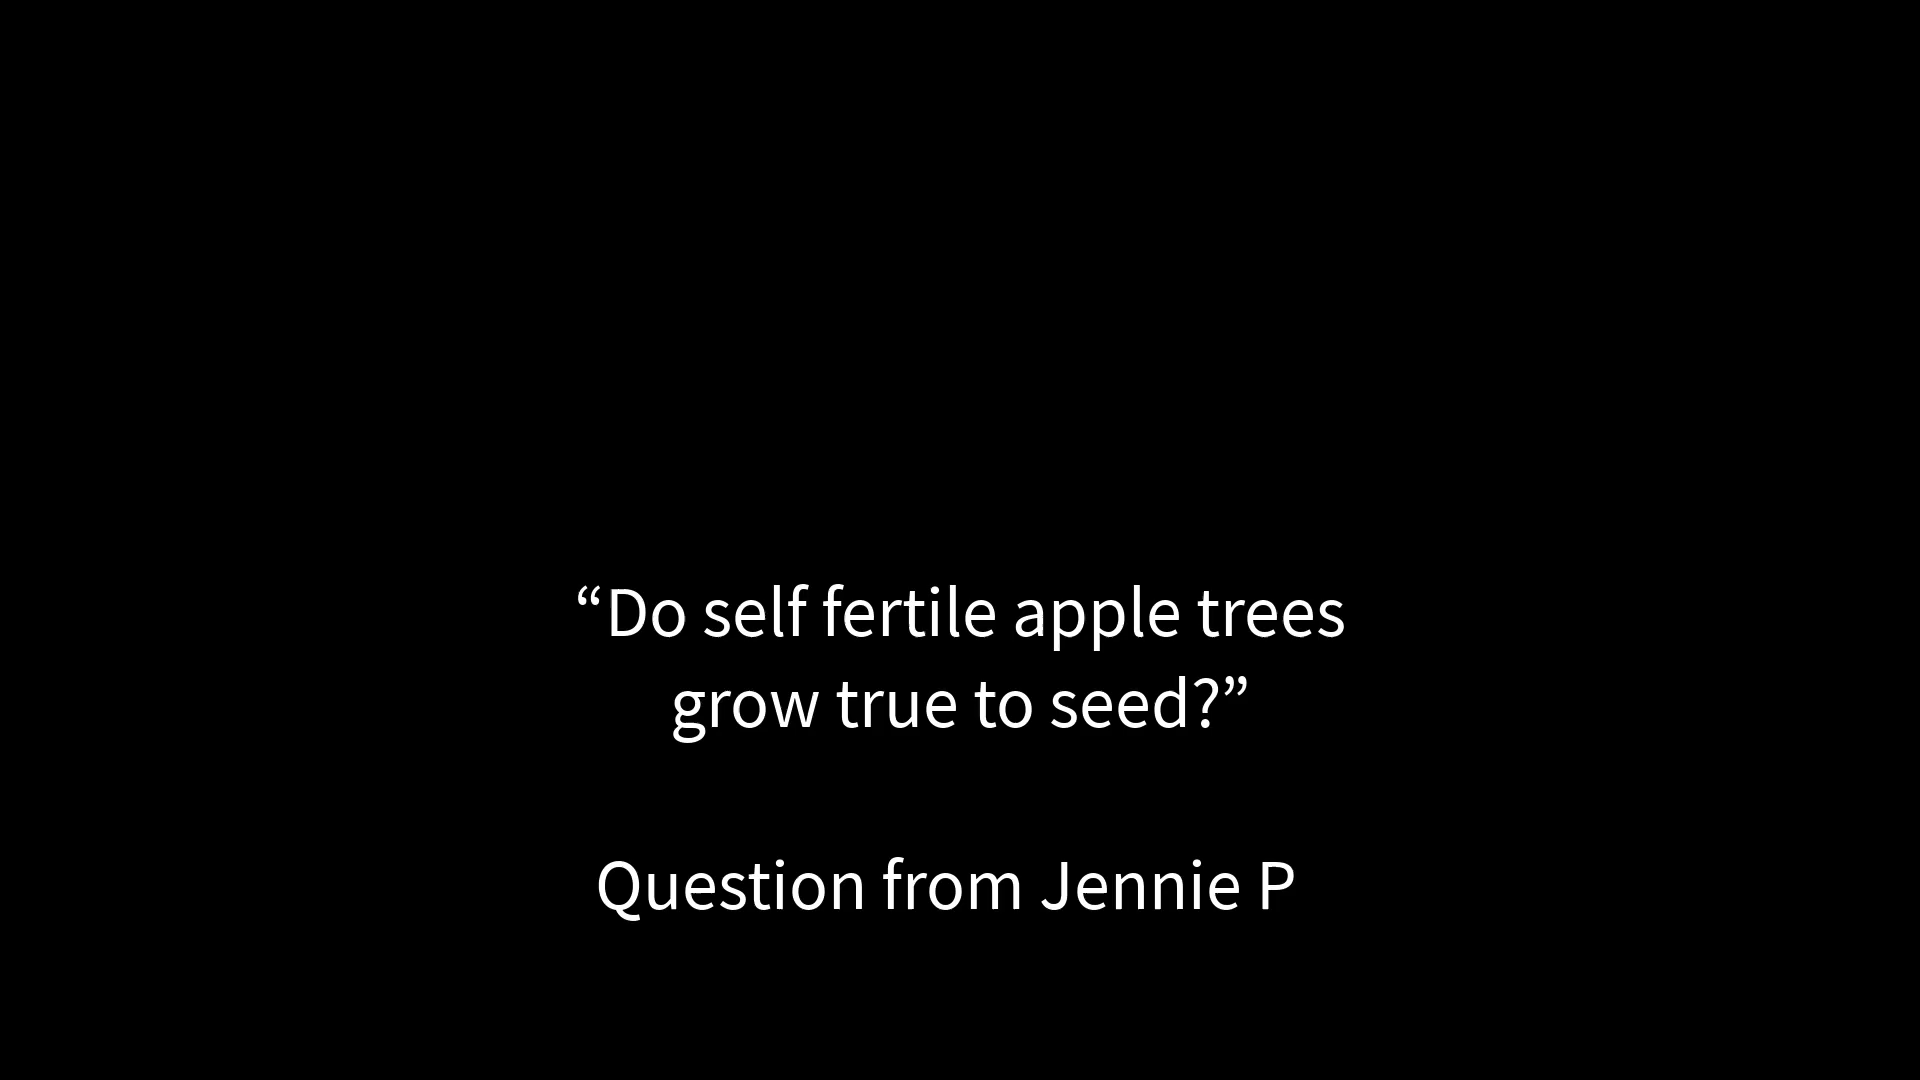 “Do self fertile apple trees
grow true to seed?”
Question from Jennie P